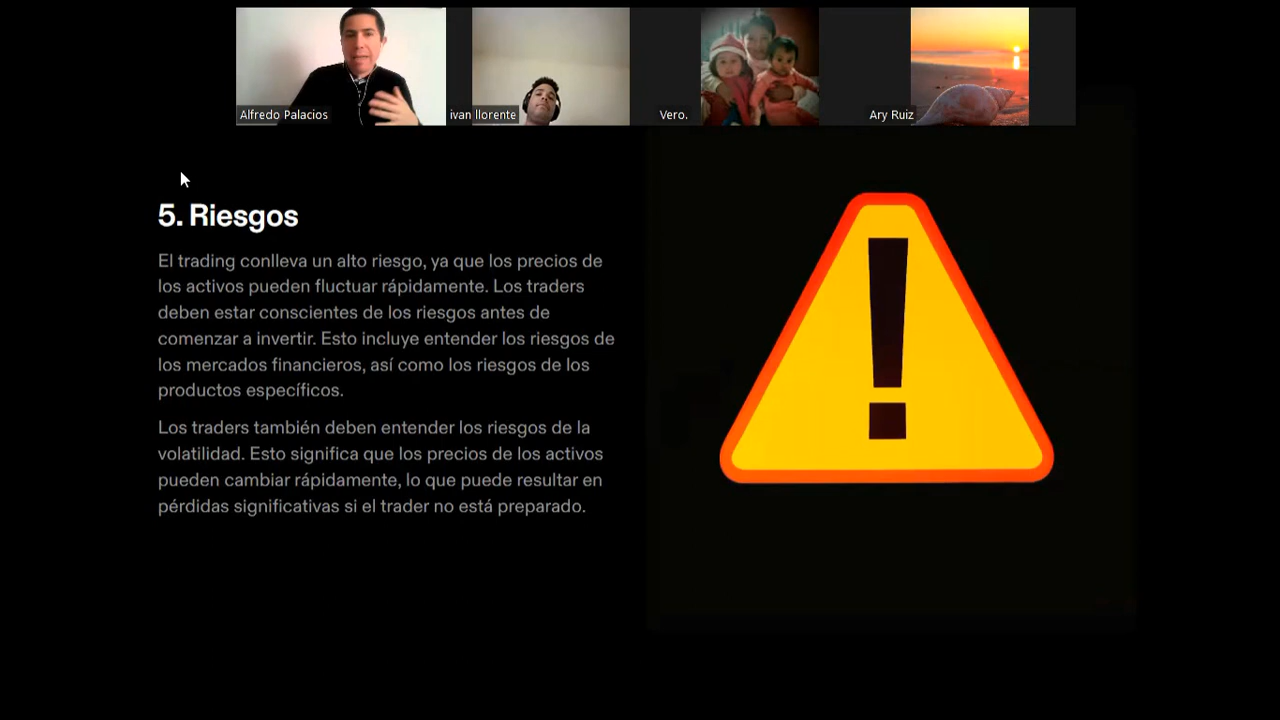 Alfredo Palacios
ivan llorente
Vero.
Ary Ruiz
5. Riesgos
El trading conlleva un alto riesgo, ya que los precios de
los activos pueden fluctuar rápidamente. Los traders
deben estar conscientes de los riesgos antes de
comenzar a invertir. Esto incluye entender los riesgos de
los mercados financieros, así como los riesgos de los
productos específicos.
Los traders también deben entender los riesgos de la
volatilidad. Esto significa que los precios de los activos
pueden cambiar rápidamente, lo que puede resultar en
pérdidas significativas si el trader no está preparado.
!